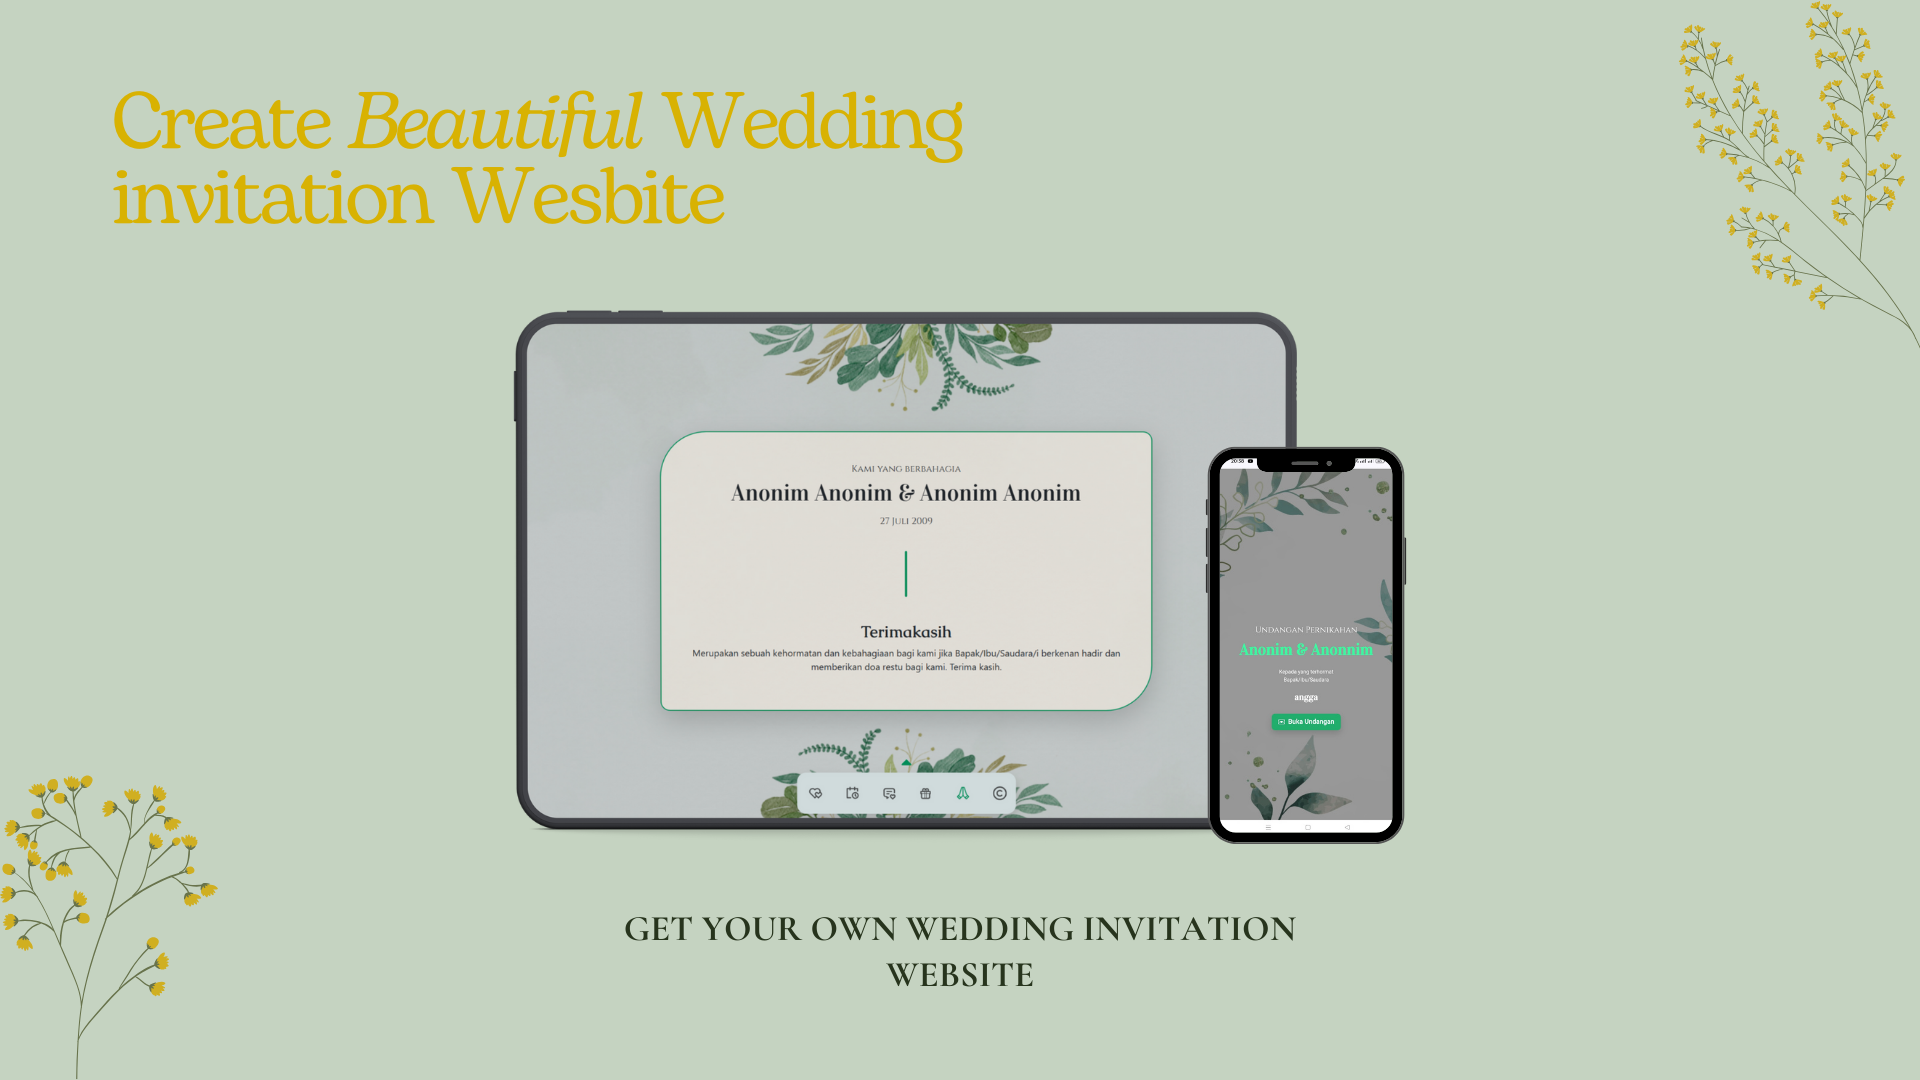 Create Beautiful Wedding
invitation Wesbite
Kami yang berbahagia
Anonim Anonim & Anonim Anonim
27 Juli 2009
Terimakasih
Merupakan sebuah kehormatan dan kebahagiaan bagi kami jika Bapak/Ibu/Saudara/i berkenan hadir dan
memberikan doa restu bagi kami. Terima kasih.
20:58
Undangan Pernikahan
Anonim & Anonnim
Kepada yang terhormat
Bapak/Ibu/Saudara
angga
Buka Undangan
GET YOUR OWN WEDDING INVITATION
WEBSITE